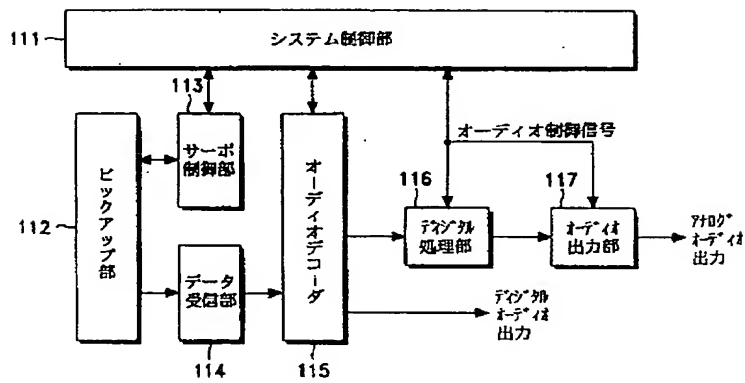 111
システム制御部
113
サーボ
制御部
オーディオ制御信号
112
ピックアップ部
オーディオデコーダ
116
ディジタル
処理部
117
オーディオ
出力部
アナログ
オーディオ
出力
データ
受信部
114
115
ディジタル
オーディオ
出力